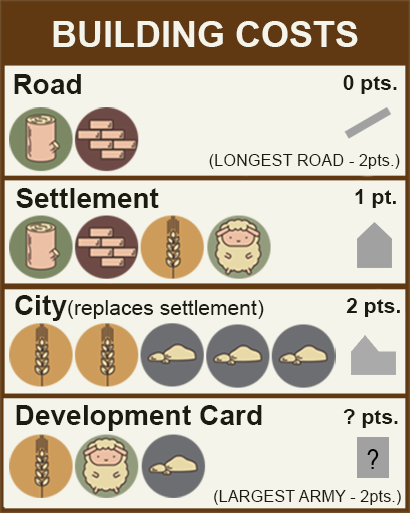 BUILDING COSTS
Road 0 pts.
(LONGEST ROAD - 2pts.)
Settlement 1 pt.
City(replaces settlement) 2 pts.
Development Card ? pts.
?
(LARGEST ARMY - 2pts.)